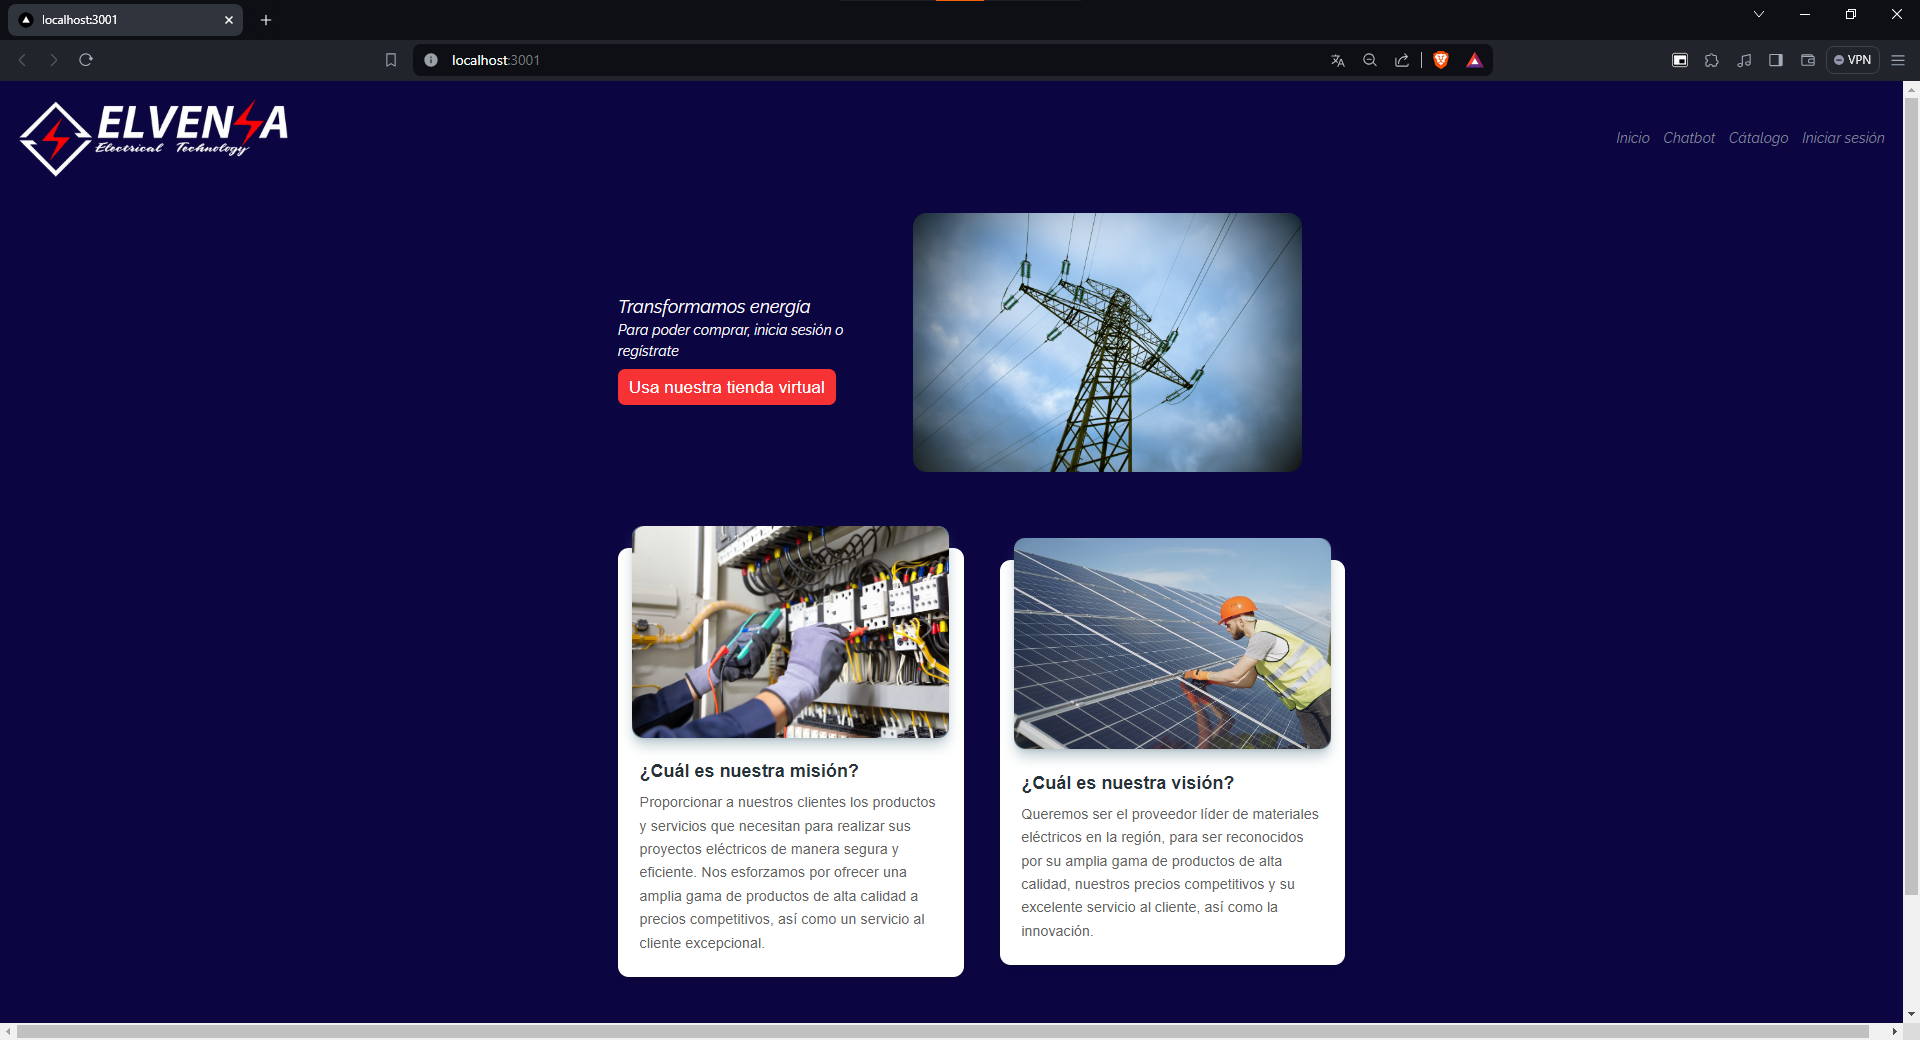 localhost:3001
localhost:3001
VPN
ELVENSA
Electrical Technology
Inicio Chatbot Cátalogo Iniciar sesión
Transformamos energía
Para poder comprar, inicia sesión o
regístrate
Usa nuestra tienda virtual
¿Cuál es nuestra misión?
Proporcionar a nuestros clientes los productos
y servicios que necesitan para realizar sus
proyectos eléctricos de manera segura y
eficiente. Nos esforzamos por ofrecer una
amplia gama de productos de alta calidad a
precios competitivos, así como un servicio al
cliente excepcional.
¿Cuál es nuestra visión?
Queremos ser el proveedor líder de materiales
eléctricos en la región, para ser reconocidos
por su amplia gama de productos de alta
calidad, nuestros precios competitivos y su
excelente servicio al cliente, así como la
innovación.